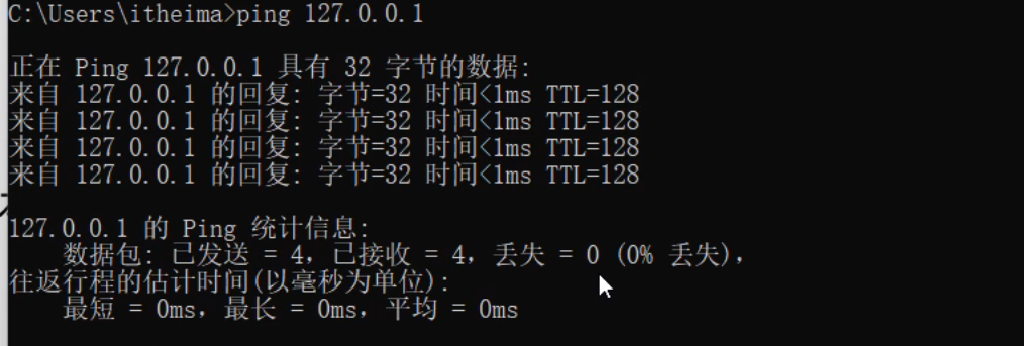 C:\Users\itheima>ping 127.0.0.1
正在 Ping 127.0.0.1 具有 32 字节的数据:
来自 127.0.0.1 的回复: 字节=32 时间<1ms TTL=128
来自 127.0.0.1 的回复: 字节=32 时间<1ms TTL=128
来自 127.0.0.1 的回复: 字节=32 时间<1ms TTL=128
来自 127.0.0.1 的回复: 字节=32 时间<1ms TTL=128
127.0.0.1 的 Ping 统计信息:
数据包: 已发送 = 4，已接收 = 4，丢失 = 0 (0% 丢失)，
往返行程的估计时间(以毫秒为单位):
最短 = 0ms，最长 = 0ms，平均 = 0ms